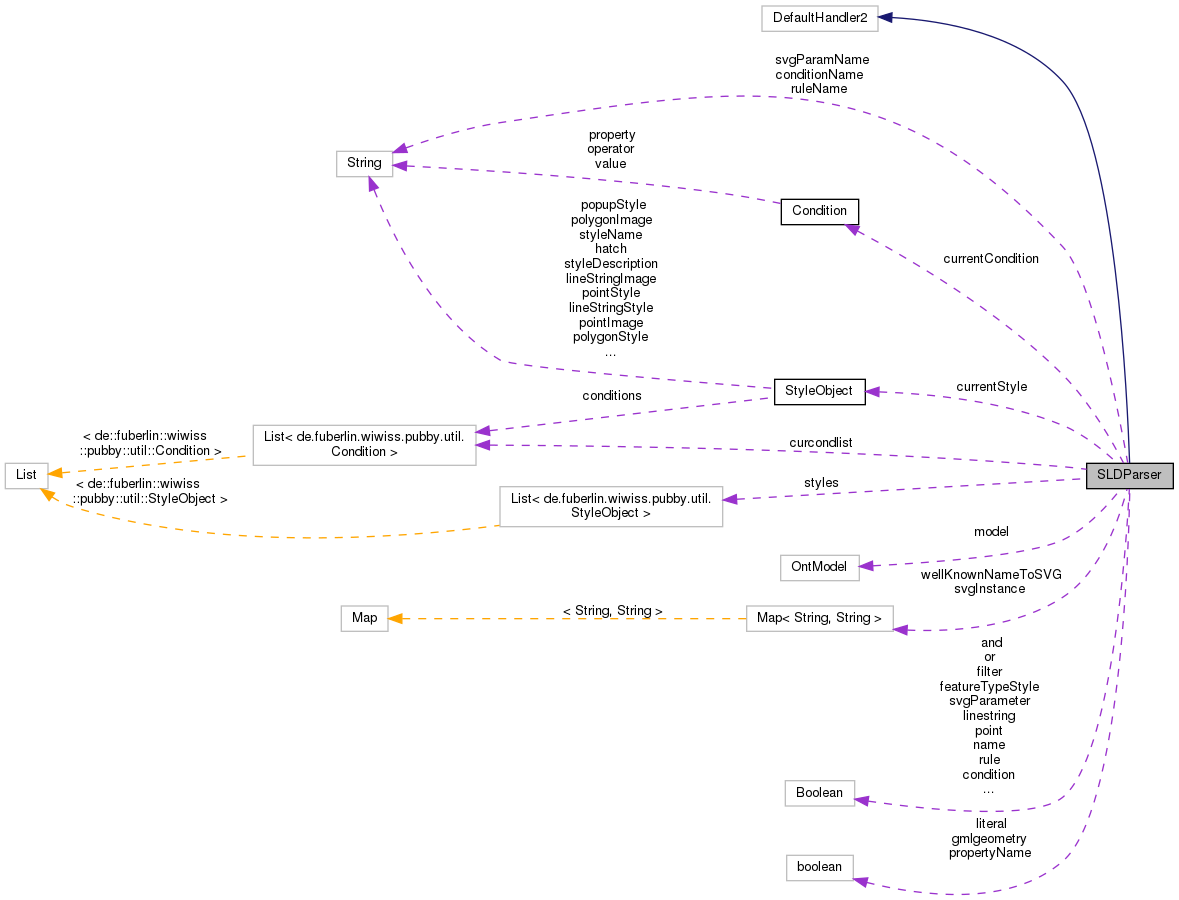 DefaultHandler2
svgParamName
conditionName
ruleName
property
operator
value
String
Condition
popupStyle
polygonImage
styleName
hatch
styleDescription
lineStringImage
pointStyle
lineStringStyle
pointImage
polygonStyle
...
currentCondition
StyleObject
currentStyle
conditions
curcondlist
< de::fuberlin::wiwiss
::pubby::util::Condition >
List< de.fuberlin.wiwiss.pubby.util.
Condition >
List
< de::fuberlin::wiwiss
::pubby::util::StyleObject >
styles
SLDParser
List< de.fuberlin.wiwiss.pubby.util.
StyleObject >
model
OntModel
wellKnownNameToSVG
svgInstance
Map
< String, String >
Map< String, String >
and
or
filter
featureTypeStyle
svgParameter
linestring
point
name
rule
condition
...
Boolean
literal
gmlgeometry
propertyName
boolean